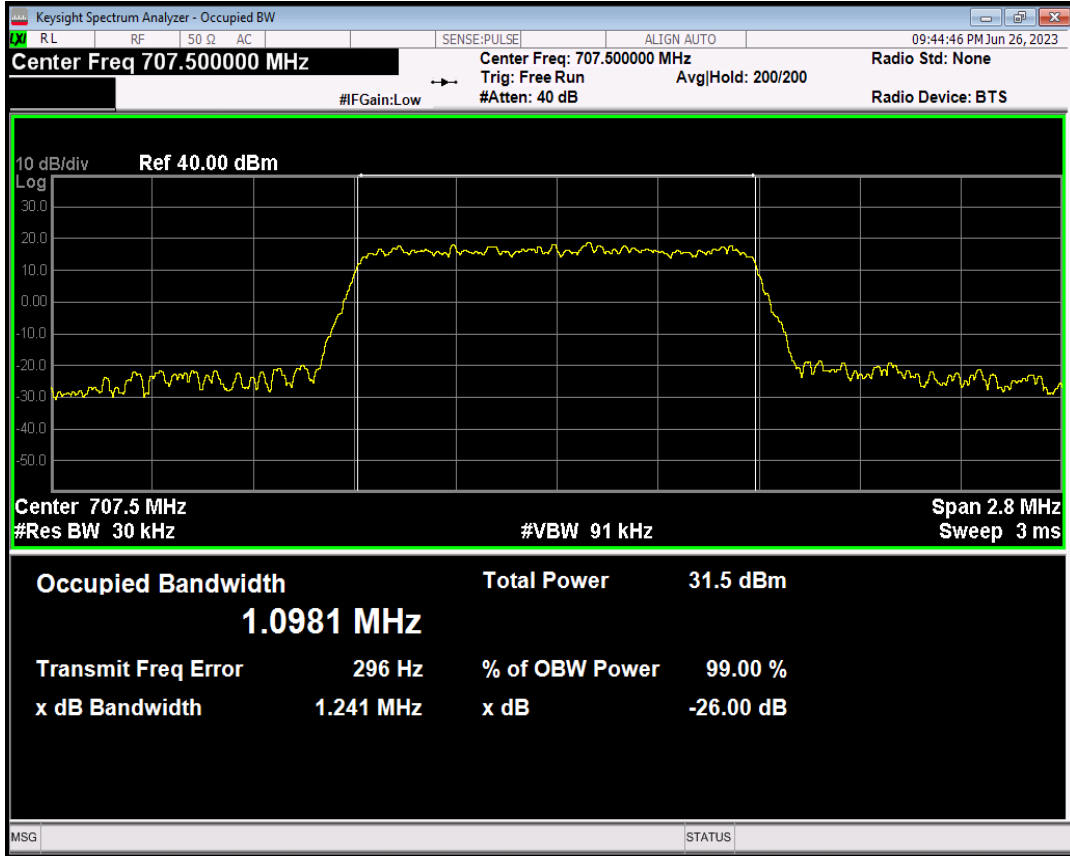 Keysight Spectrum Analyzer - Occupied BW
LXI RL RF 50 Ω AC SENSE:PULSE ALIGN AUTO 09:44:46 PM Jun 26, 2023
Center Freq 707.500000 MHz Center Freq: 707.500000 MHz Radio Std: None
Trig: Free Run Avg|Hold: 200/200
#IFGain:Low #Atten: 40 dB Radio Device: BTS
10 dB/div Ref 40.00 dBm
Log
30.0
20.0
10.0
0.00
-10.0
-20.0
-30.0
-40.0
-50.0
Center 707.5 MHz Span 2.8 MHz
#Res BW 30 kHz #VBW 91 kHz Sweep 3 ms
Occupied Bandwidth Total Power 31.5 dBm
1.0981 MHz
Transmit Freq Error 296 Hz % of OBW Power 99.00 %
x dB Bandwidth 1.241 MHz x dB -26.00 dB
MSG STATUS